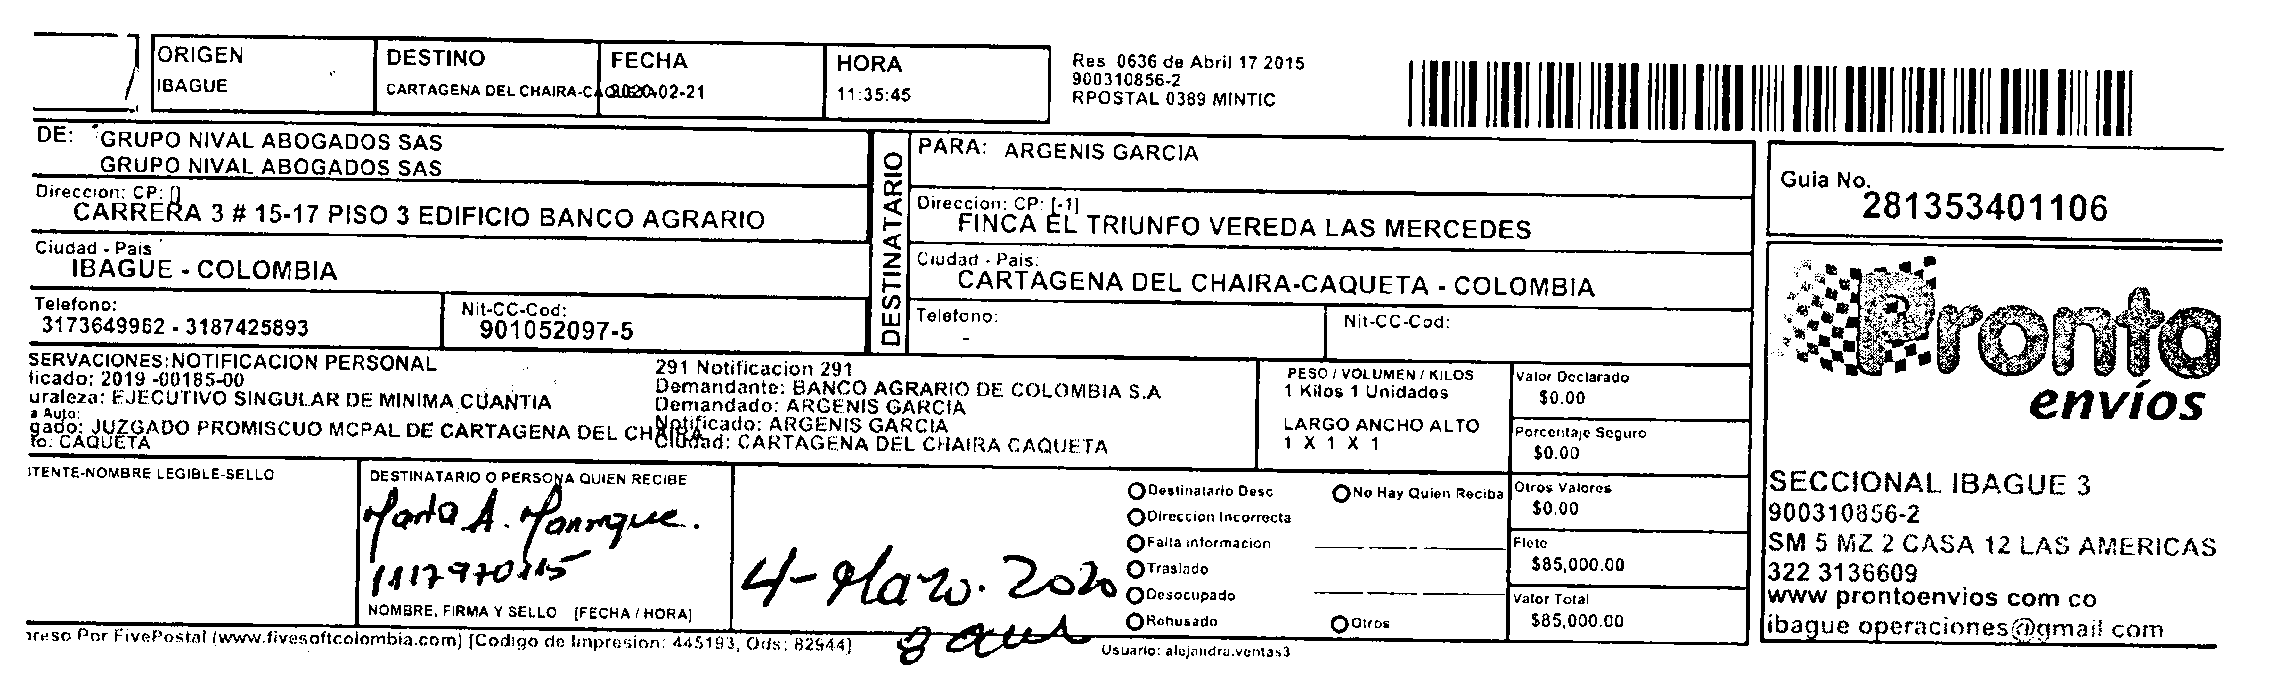 ORIGEN
IBAGUE
DESTINO
CARTAGENA DEL CHAIRA-CAQUETA
FECHA
2020-02-21
HORA
11:35:45
Res 0636 de Abril 17 2015
900310856-2
RPOSTAL 0389 MINTIC
DE: GRUPO NIVAL ABOGADOS SAS
GRUPO NIVAL ABOGADOS SAS
Direccion: CP: []
CARRERA 3 # 15-17 PISO 3 EDIFICIO BANCO AGRARIO
Ciudad - Pais
IBAGUE - COLOMBIA
Telefono:
3173649962 - 3187425893
Nit-CC-Cod:
901052097-5
DESTINATARIO
PARA: ARGENIS GARCIA
Direccion: CP: [-1]
FINCA EL TRIUNFO VEREDA LAS MERCEDES
Ciudad - Pais:
CARTAGENA DEL CHAIRA-CAQUETA - COLOMBIA
Telefono:
-
Nit-CC-Cod:
Guia No.
281353401106
SERVACIONES: NOTIFICACION PERSONAL
ficado: 2019 -00185-00
uraleza: EJECUTIVO SINGULAR DE MINIMA CUANTIA
a Auto:
gado: JUZGADO PROMISCUO MCPAL DE CARTAGENA DEL CHAIRA
to: CAQUETA
291 Notificacion 291
Demandante: BANCO AGRARIO DE COLOMBIA S.A
Demandado: ARGENIS GARCIA
Notificado: ARGENIS GARCIA
Ciudad: CARTAGENA DEL CHAIRA CAQUETA
PESO / VOLUMEN / KILOS
1 Kilos 1 Unidades
LARGO ANCHO ALTO
1 X 1 X 1
Valor Declarado
$0.00
Porcentaje Seguro
$0.00
Otros Valores
$0.00
Flete
$85,000.00
Valor Total
$85,000.00
Pronto
envíos
SECCIONAL IBAGUE 3
900310856-2
SM 5 MZ 2 CASA 12 LAS AMERICAS
322 3136609
www prontoenvios com co
ibague operaciones@gmail com
ITENTE-NOMBRE LEGIBLE-SELLO
DESTINATARIO O PERSONA QUIEN RECIBE
Maria A. Manrique.
NOMBRE, FIRMA Y SELLO [FECHA / HORA]
4-Marzo. 2020
Destinatario Desc
Direccion Incorrecta
Falta informacion
Traslado
Desocupado
Rehusado
No Hay Quien Reciba
Otros
reso Por FivePostal (www.fivesoftcolombia.com) [Codigo de Impresion: 445193, Ods: 82944]
Usuario: alejandra.ventas3